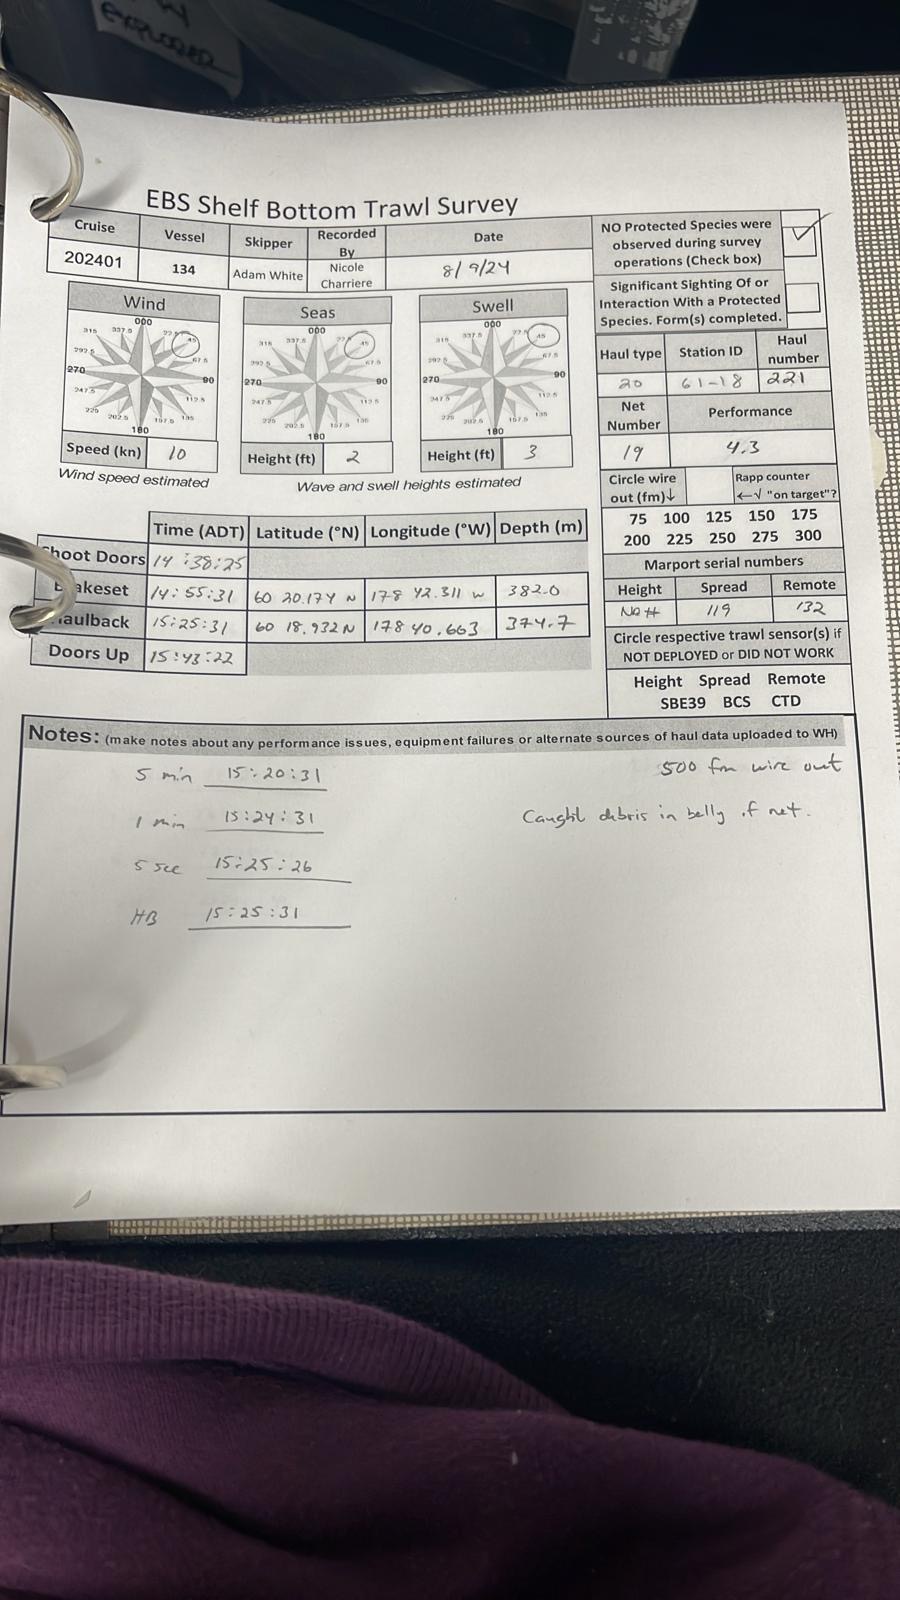 EXPLODED
EBS Shelf Bottom Trawl Survey
Cruise Vessel Skipper Recorded By Date
202401 134 Adam White Nicole Charriere 8/9/24
NO Protected Species were
observed during survey
operations (Check box)
Significant Sighting Of or
Interaction With a Protected
Species. Form(s) completed.
Wind Seas Swell
000 22.5 45 67.5 90 112.5 135 157.5 180 202.5 225 247.5 270 292.5 315 337.5
000 45 67.5 90 112.5 135 157.5 180 202.5 225 247.5 270 292.5 315 337.5
000 22.5 45 67.5 90 112.5 135 157.5 180 202.5 225 247.5 270 292.5 315 337.5
Speed (kn) 10 Height (ft) 2 Height (ft) 3
Wind speed estimated Wave and swell heights estimated
Haul type Station ID Haul number
20 61-18 221
Net Number Performance
19 4.3
Circle wire out (fm)↓ Rapp counter ←√ "on target"?
75 100 125 150 175
200 225 250 275 300
Marport serial numbers
Height Spread Remote
No # 119 132
Circle respective trawl sensor(s) if
NOT DEPLOYED or DID NOT WORK
Height Spread Remote
SBE39 BCS CTD
Time (ADT) Latitude (°N) Longitude (°W) Depth (m)
hoot Doors 14:38:25
akeset 14:55:31 60 20.174 N 178 42.311 W 382.0
aulback 15:25:31 60 18.932 N 178 40.663 374.7
Doors Up 15:43:22
Notes: (make notes about any performance issues, equipment failures or alternate sources of haul data uploaded to WH)
5 min 15:20:31 500 fm wire out
1 min 15:24:31 Caught debris in belly of net.
5 sec 15:25:26
HB 15:25:31